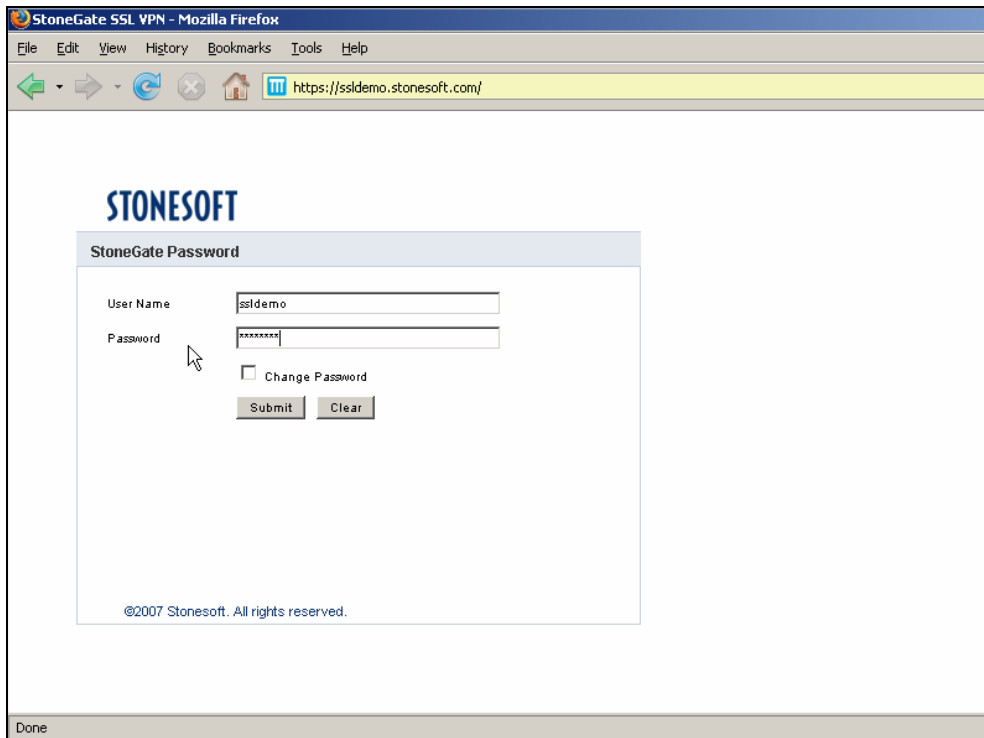 StoneGate SSL VPN - Mozilla Firefox
File Edit View History Bookmarks Tools Help
https://ssldemo.stonesoft.com/
STONESOFT
StoneGate Password
User Name ssldemo
Password ********
Change Password
Submit Clear
©2007 Stonesoft. All rights reserved.
Done